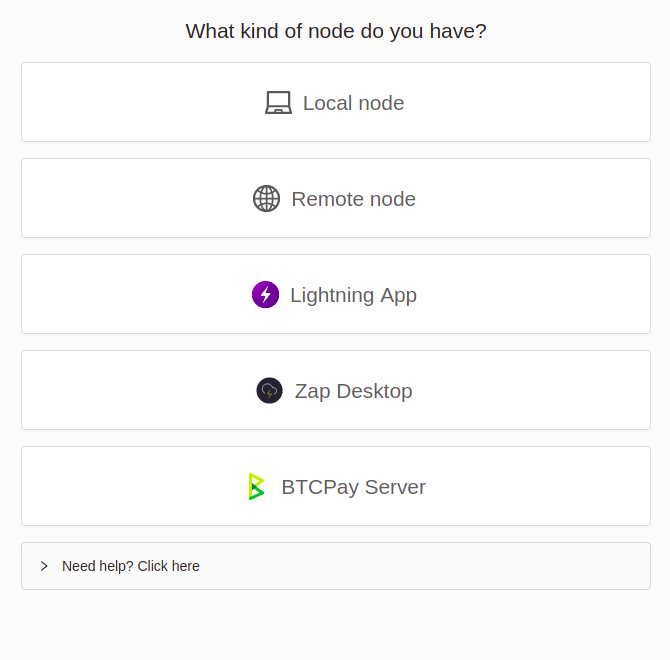 What kind of node do you have?
Local node
Remote node
Lightning App
Zap Desktop
BTCPay Server
Need help? Click here